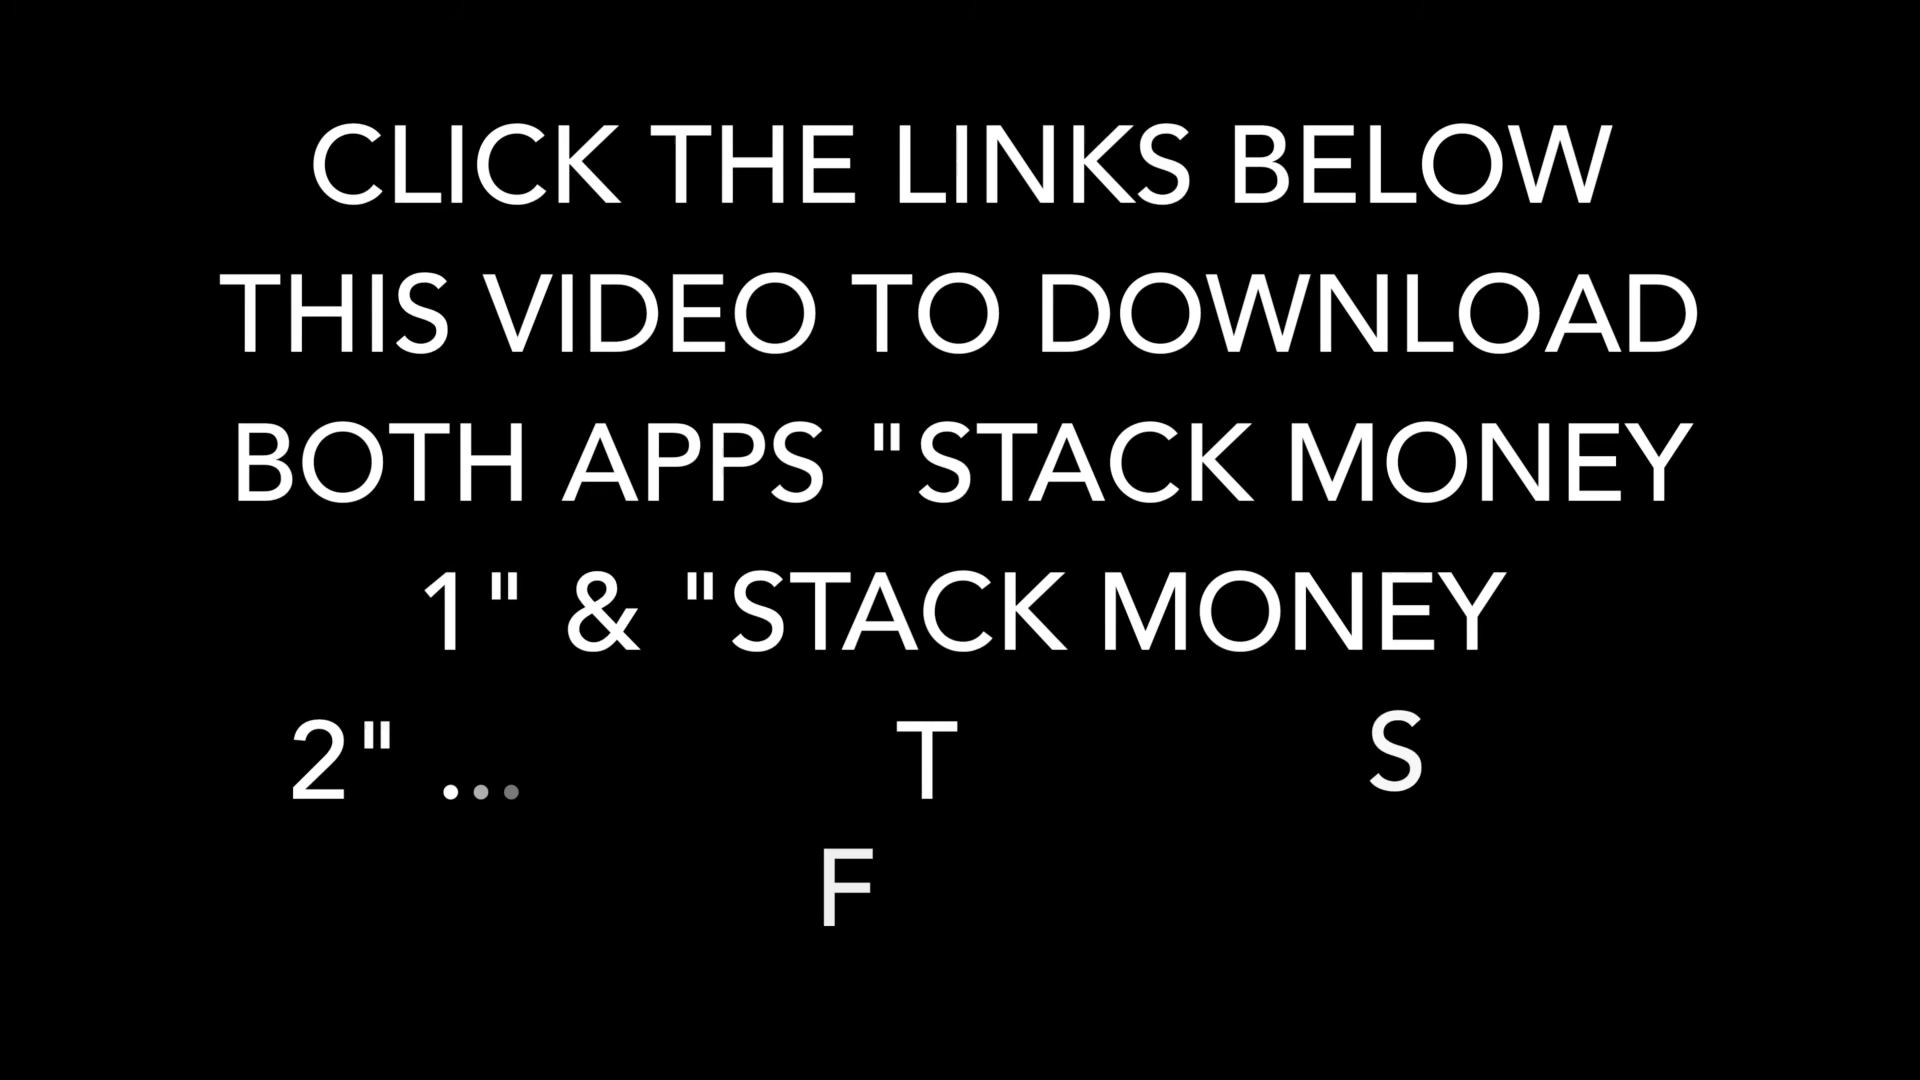 CLICK THE LINKS BELOW
THIS VIDEO TO DOWNLOAD
BOTH APPS "STACK MONEY
1" & "STACK MONEY
2" ... T S
F